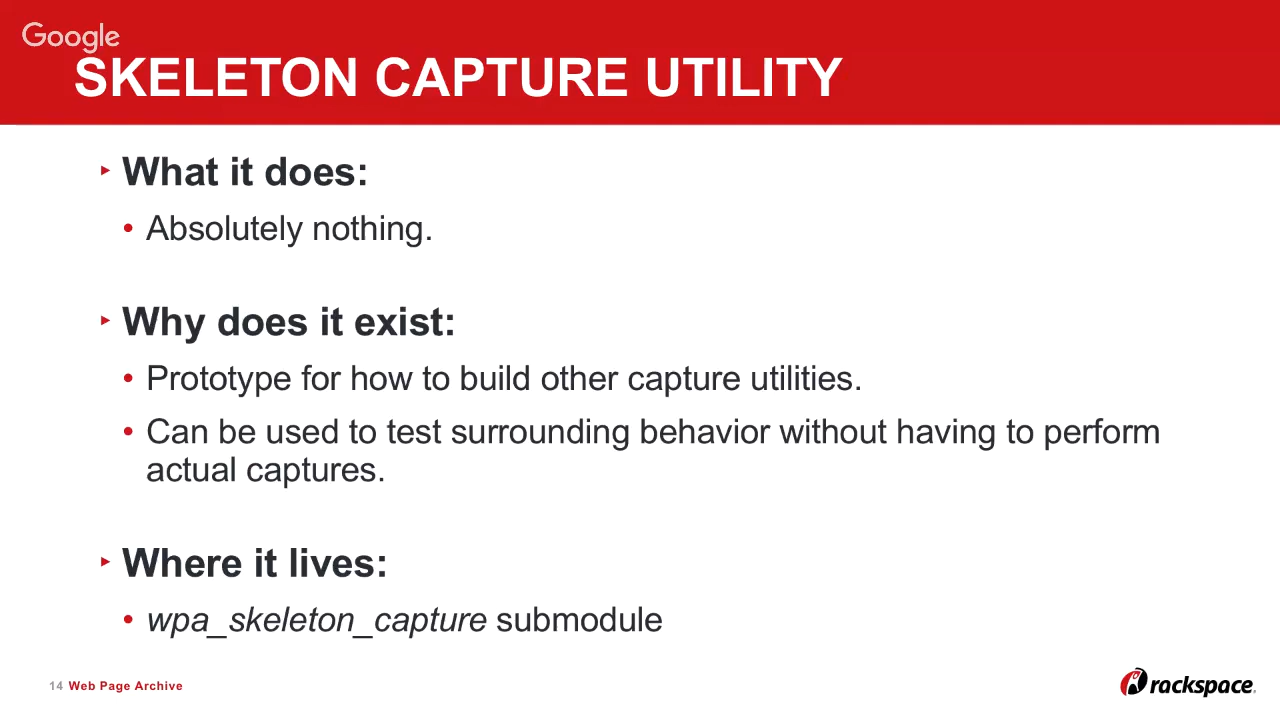 Google
SKELETON CAPTURE UTILITY
‣ What it does:
• Absolutely nothing.
‣ Why does it exist:
• Prototype for how to build other capture utilities.
• Can be used to test surrounding behavior without having to perform
actual captures.
‣ Where it lives:
• wpa_skeleton_capture submodule
14 Web Page Archive
rackspace.